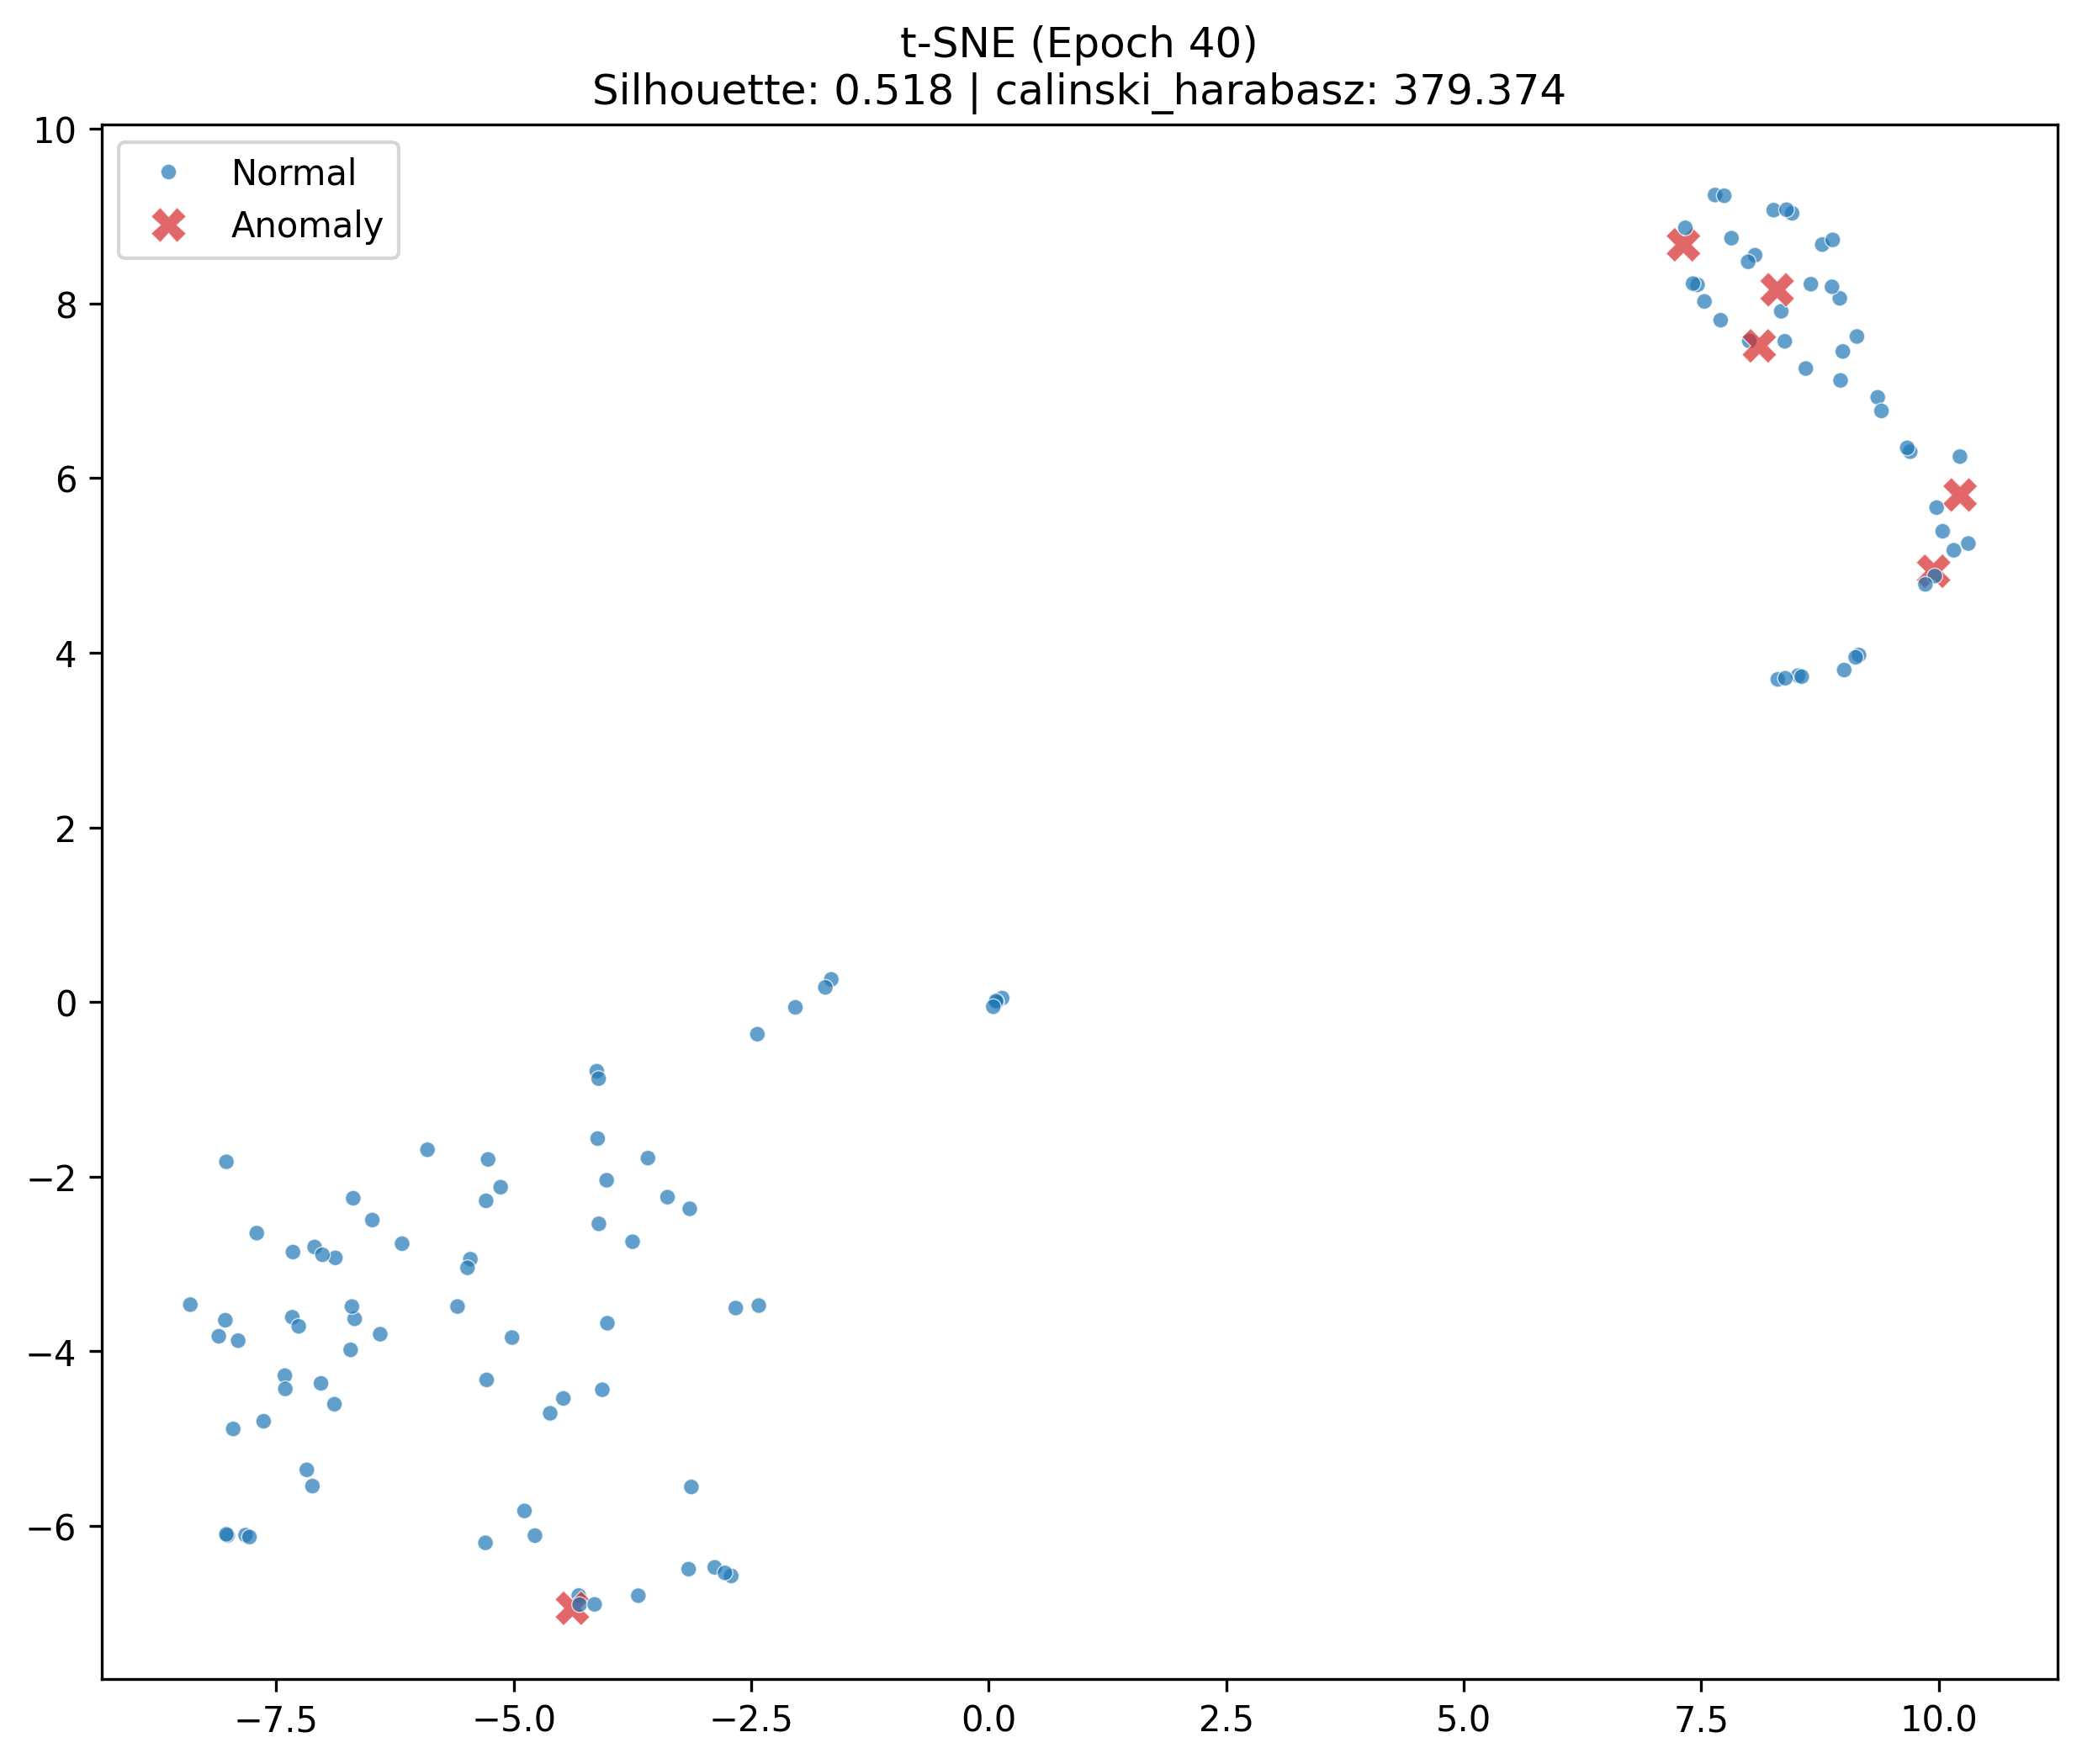 t-SNE (Epoch 40)
Silhouette: 0.518 | calinski_harabasz: 379.374
Normal
Anomaly
10
8
6
4
2
0
−2
−4
−6
−7.5 −5.0 −2.5 0.0 2.5 5.0 7.5 10.0